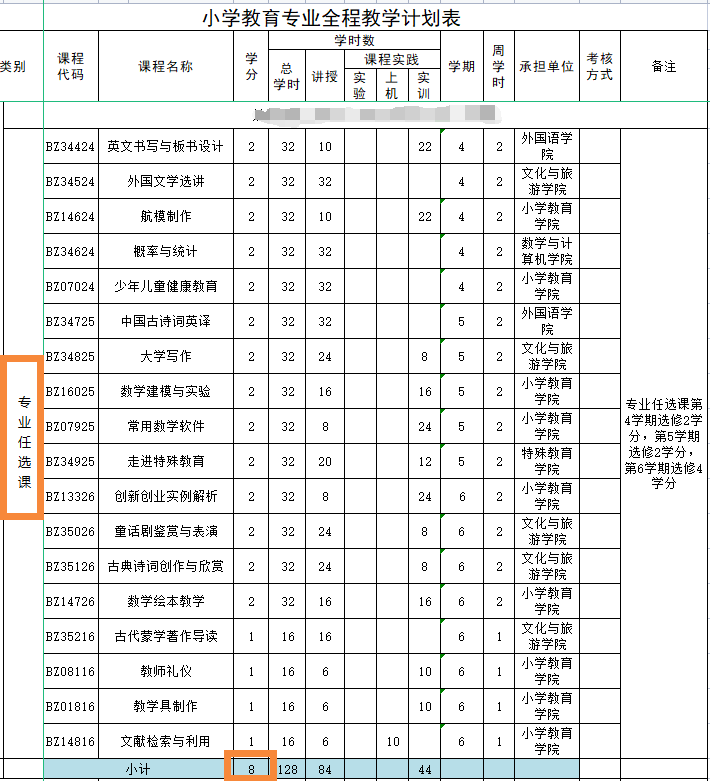 小学教育专业全程教学计划表
类别 课程代码 课程名称 学分 学时数 学期 周学时 承担单位 考核方式 备注
总学时 讲授 课程实践
实验 上机 实训
专业任选课
BZ34424 英文书写与板书设计 2 32 10 22 4 2 外国语学院
BZ34524 外国文学选讲 2 32 32 4 2 文化与旅游学院
BZ14624 航模制作 2 32 10 22 4 2 小学教育学院
BZ34624 概率与统计 2 32 32 4 2 数学与计算机学院
BZ07024 少年儿童健康教育 2 32 32 4 2 小学教育学院
BZ34725 中国古诗词英译 2 32 32 5 2 外国语学院
BZ34825 大学写作 2 32 24 8 5 2 文化与旅游学院
BZ16025 数学建模与实验 2 32 16 16 5 2 小学教育学院
BZ07925 常用数学软件 2 32 8 24 5 2 小学教育学院
BZ34925 走进特殊教育 2 32 20 12 5 2 特殊教育学院
BZ13326 创新创业实例解析 2 32 8 24 6 2 小学教育学院
BZ35026 童话剧鉴赏与表演 2 32 24 8 6 2 文化与旅游学院
BZ35126 古典诗词创作与欣赏 2 32 24 8 6 2 文化与旅游学院
BZ14726 数学绘本教学 2 32 16 16 6 2 小学教育学院
BZ35216 古代蒙学著作导读 1 16 16 6 1 文化与旅游学院
BZ08116 教师礼仪 1 16 6 10 6 1 小学教育学院
BZ01816 教学具制作 1 16 6 10 6 1 小学教育学院
BZ14816 文献检索与利用 1 16 6 10 6 1 小学教育学院
专业任选课第4学期选修2学分，第5学期选修2学分，第6学期选修4学分
小计 8 128 84 44